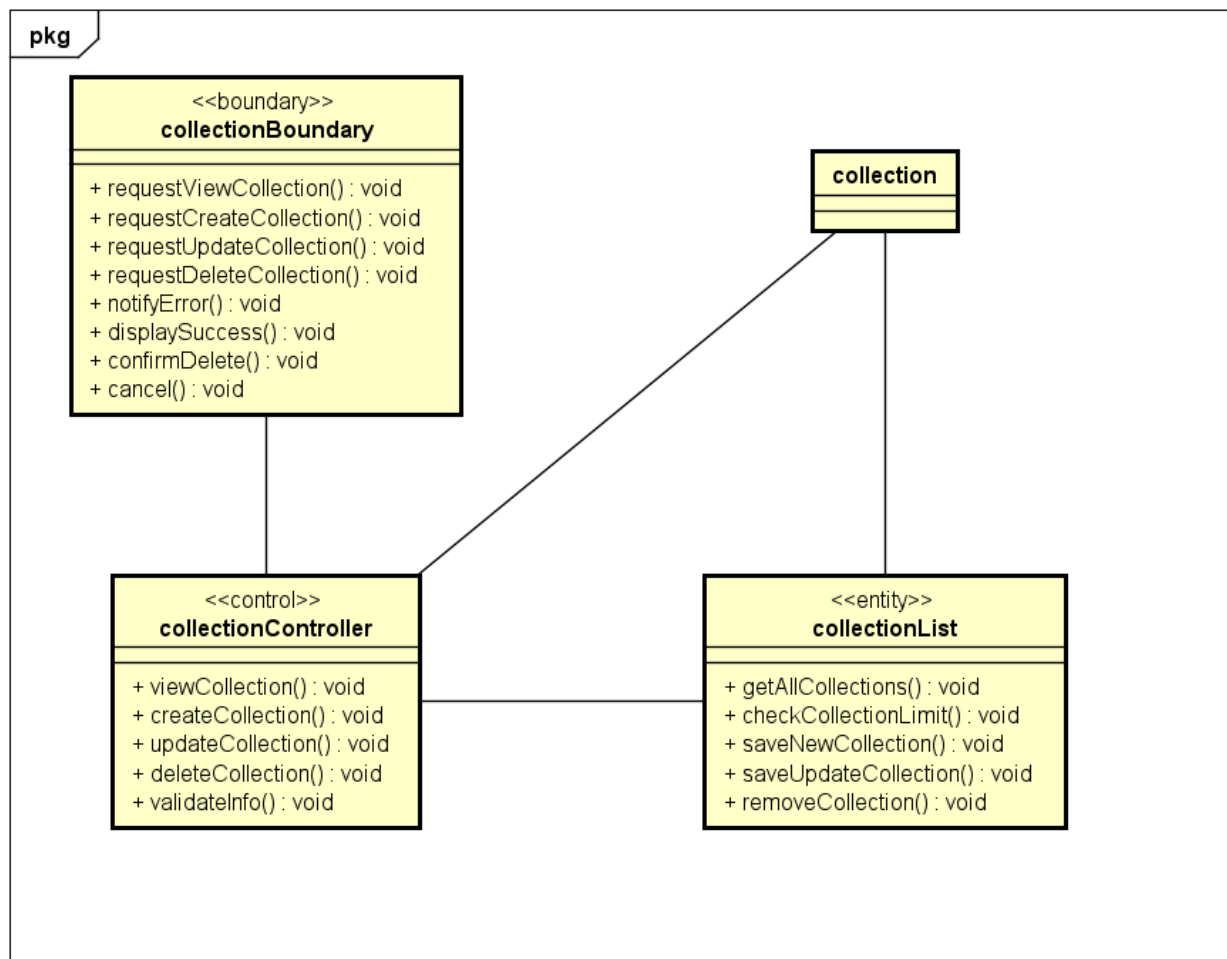 pkg
<<boundary>>
collectionBoundary
+ requestViewCollection() : void
+ requestCreateCollection() : void
+ requestUpdateCollection() : void
+ requestDeleteCollection() : void
+ notifyError() : void
+ displaySuccess() : void
+ confirmDelete() : void
+ cancel() : void
collection
<<control>>
collectionController
+ viewCollection() : void
+ createCollection() : void
+ updateCollection() : void
+ deleteCollection() : void
+ validateInfo() : void
<<entity>>
collectionList
+ getAllCollections() : void
+ checkCollectionLimit() : void
+ saveNewCollection() : void
+ saveUpdateCollection() : void
+ removeCollection() : void